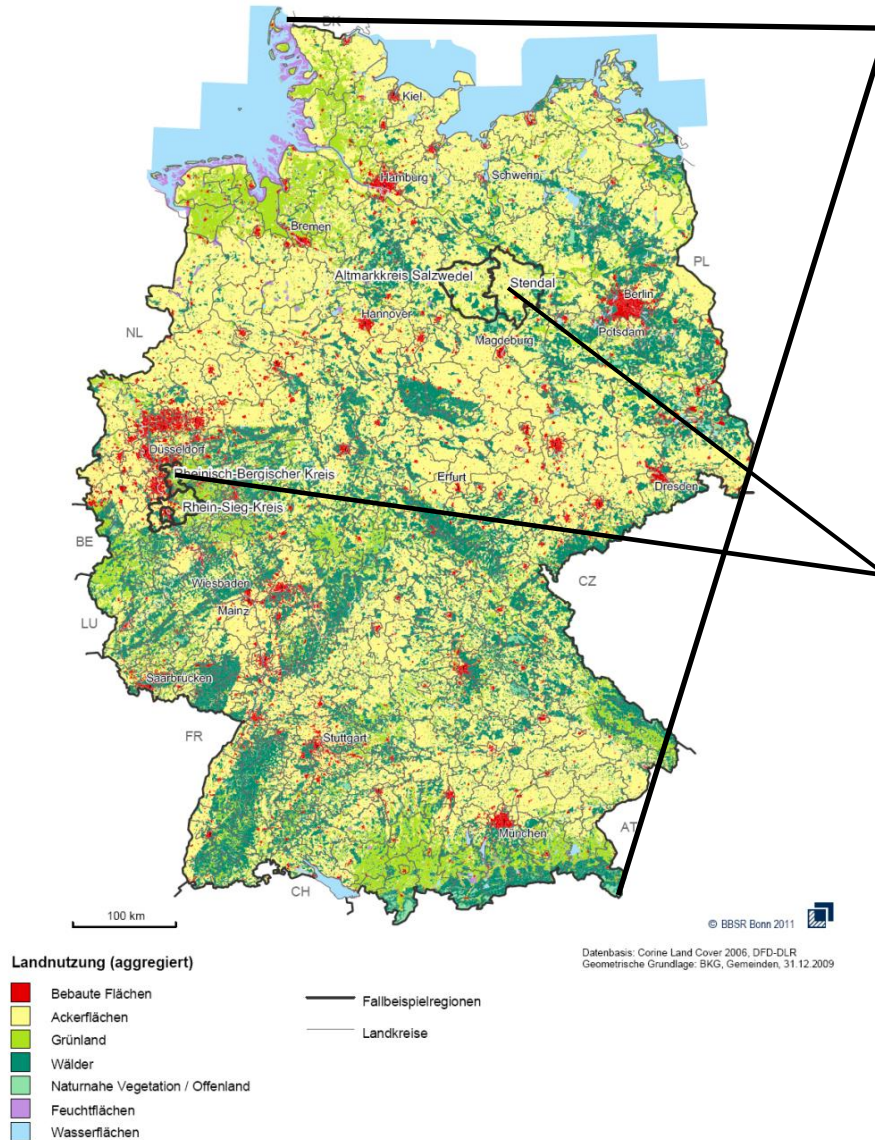 DK
Kiel
Hamburg
Schwerin
Bremen
PL
Altmarkkreis Salzwedel
Stendal
Berlin
Hannover
Potsdam
NL
Magdeburg
Düsseldorf
Rheinisch-Bergischer Kreis
Erfurt
Dresden
Rhein-Sieg-Kreis
BE
Wiesbaden
CZ
Mainz
LU
Saarbrücken
FR
Stuttgart
AT
München
CH
100 km
© BBSR Bonn 2011
Datenbasis: Corine Land Cover 2006, DFD-DLR
Geometrische Grundlage: BKG, Gemeinden, 31.12.2009
Landnutzung (aggregiert)
Bebaute Flächen
Ackerflächen
Grünland
Wälder
Naturnahe Vegetation / Offenland
Feuchtflächen
Wasserflächen
Fallbeispielregionen
Landkreise